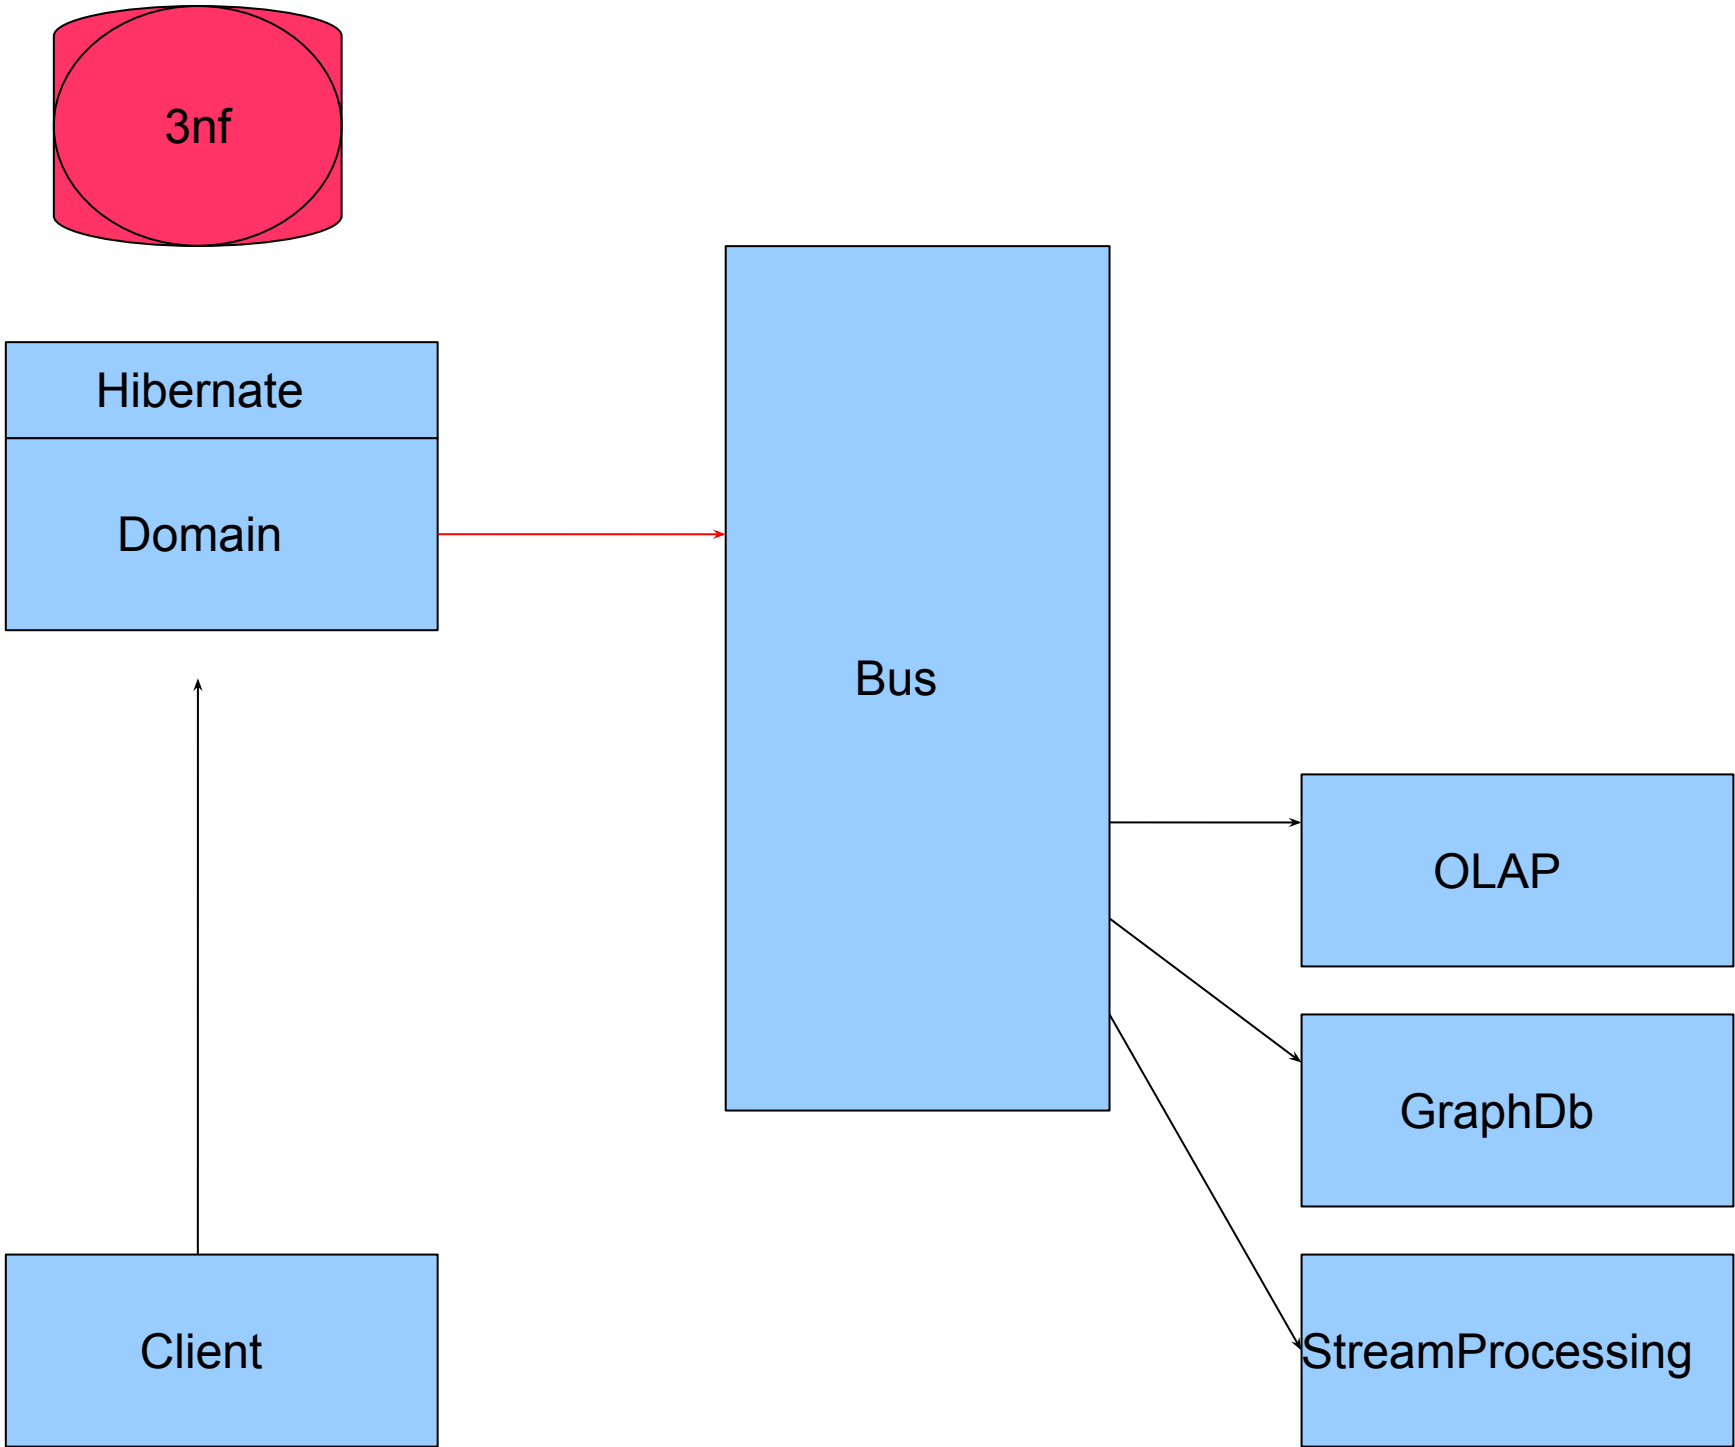 3nf
Hibernate
Domain
Bus
OLAP
GraphDb
StreamProcessing
Client